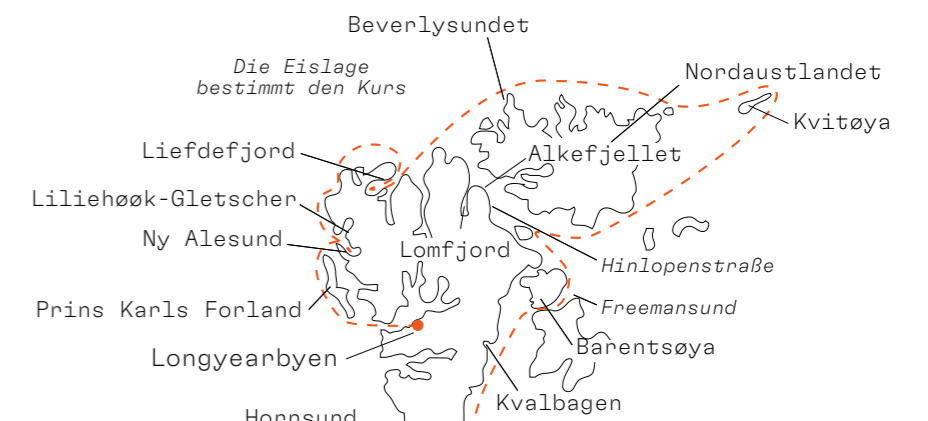 Beverlysundet
Die Eislage
bestimmt den Kurs
Nordaustlandet
Kvitøya
Liefdefjord
Alkefjellet
Liliehøøk-Gletscher
Ny Alesund
Lomfjord
Hinlopenstraße
Prins Karls Forland
Freemansund
Barentsøya
Longyearbyen
Kvalbagen
Hornsund